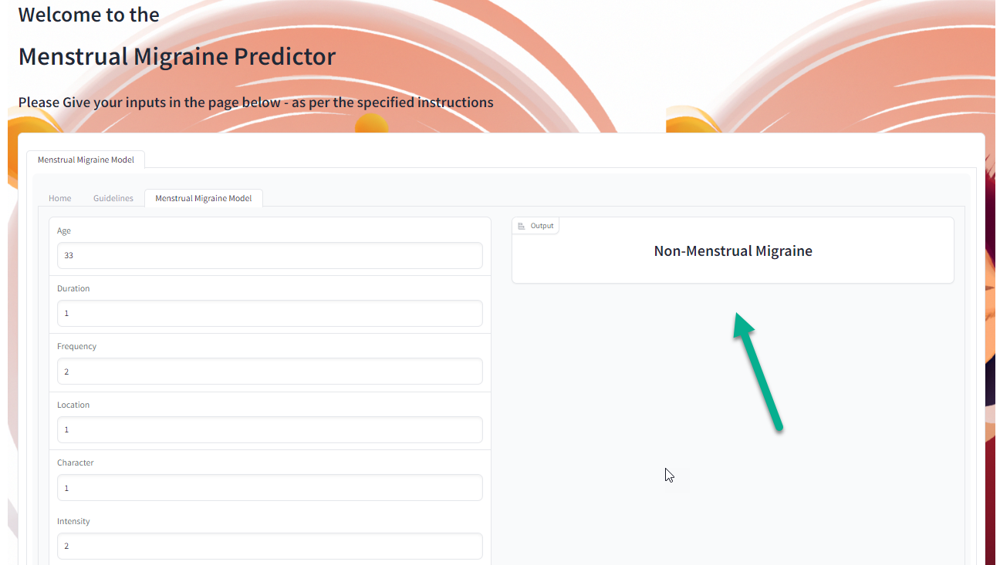 Welcome to the
Menstrual Migraine Predictor
Please Give your inputs in the page below - as per the specified instructions
Menstrual Migraine Model
Home
Guidelines
Menstrual Migraine Model
Age
33
Duration
1
Frequency
2
Location
1
Character
1
Intensity
2
Output
Non-Menstrual Migraine